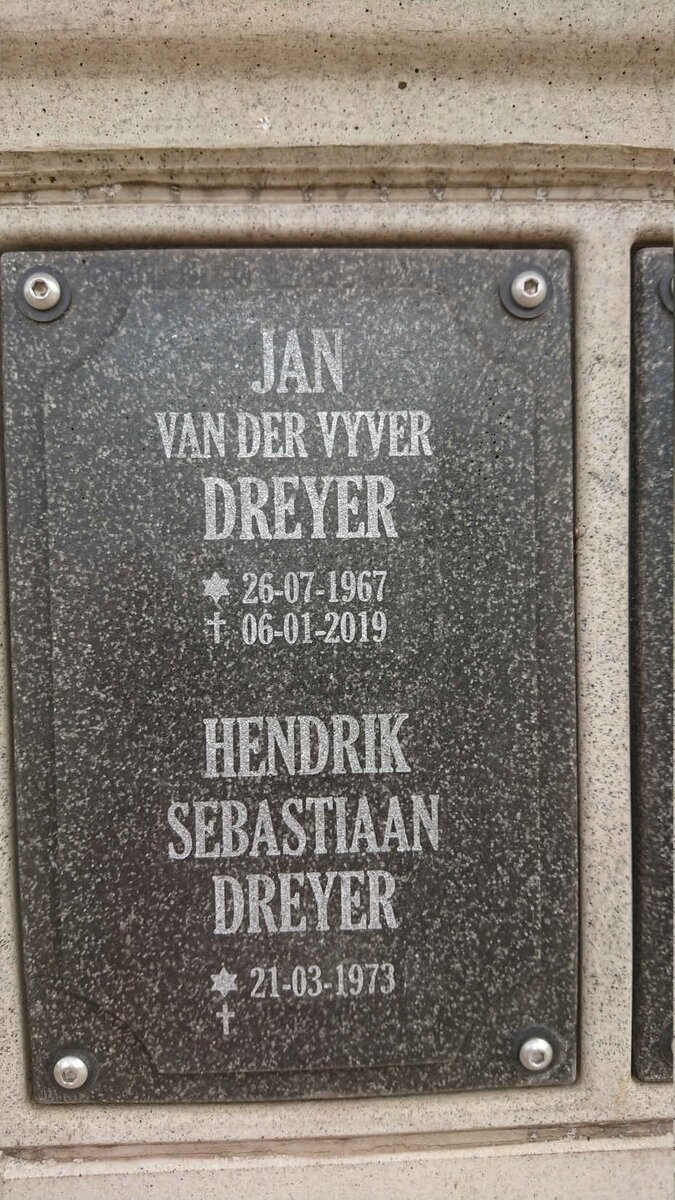 JAN
VAN DER VYVER
DREYER
✶ 26-07-1967
✝ 06-01-2019
HENDRIK
SEBASTIAAN
DREYER
✶ 21-03-1973
✝